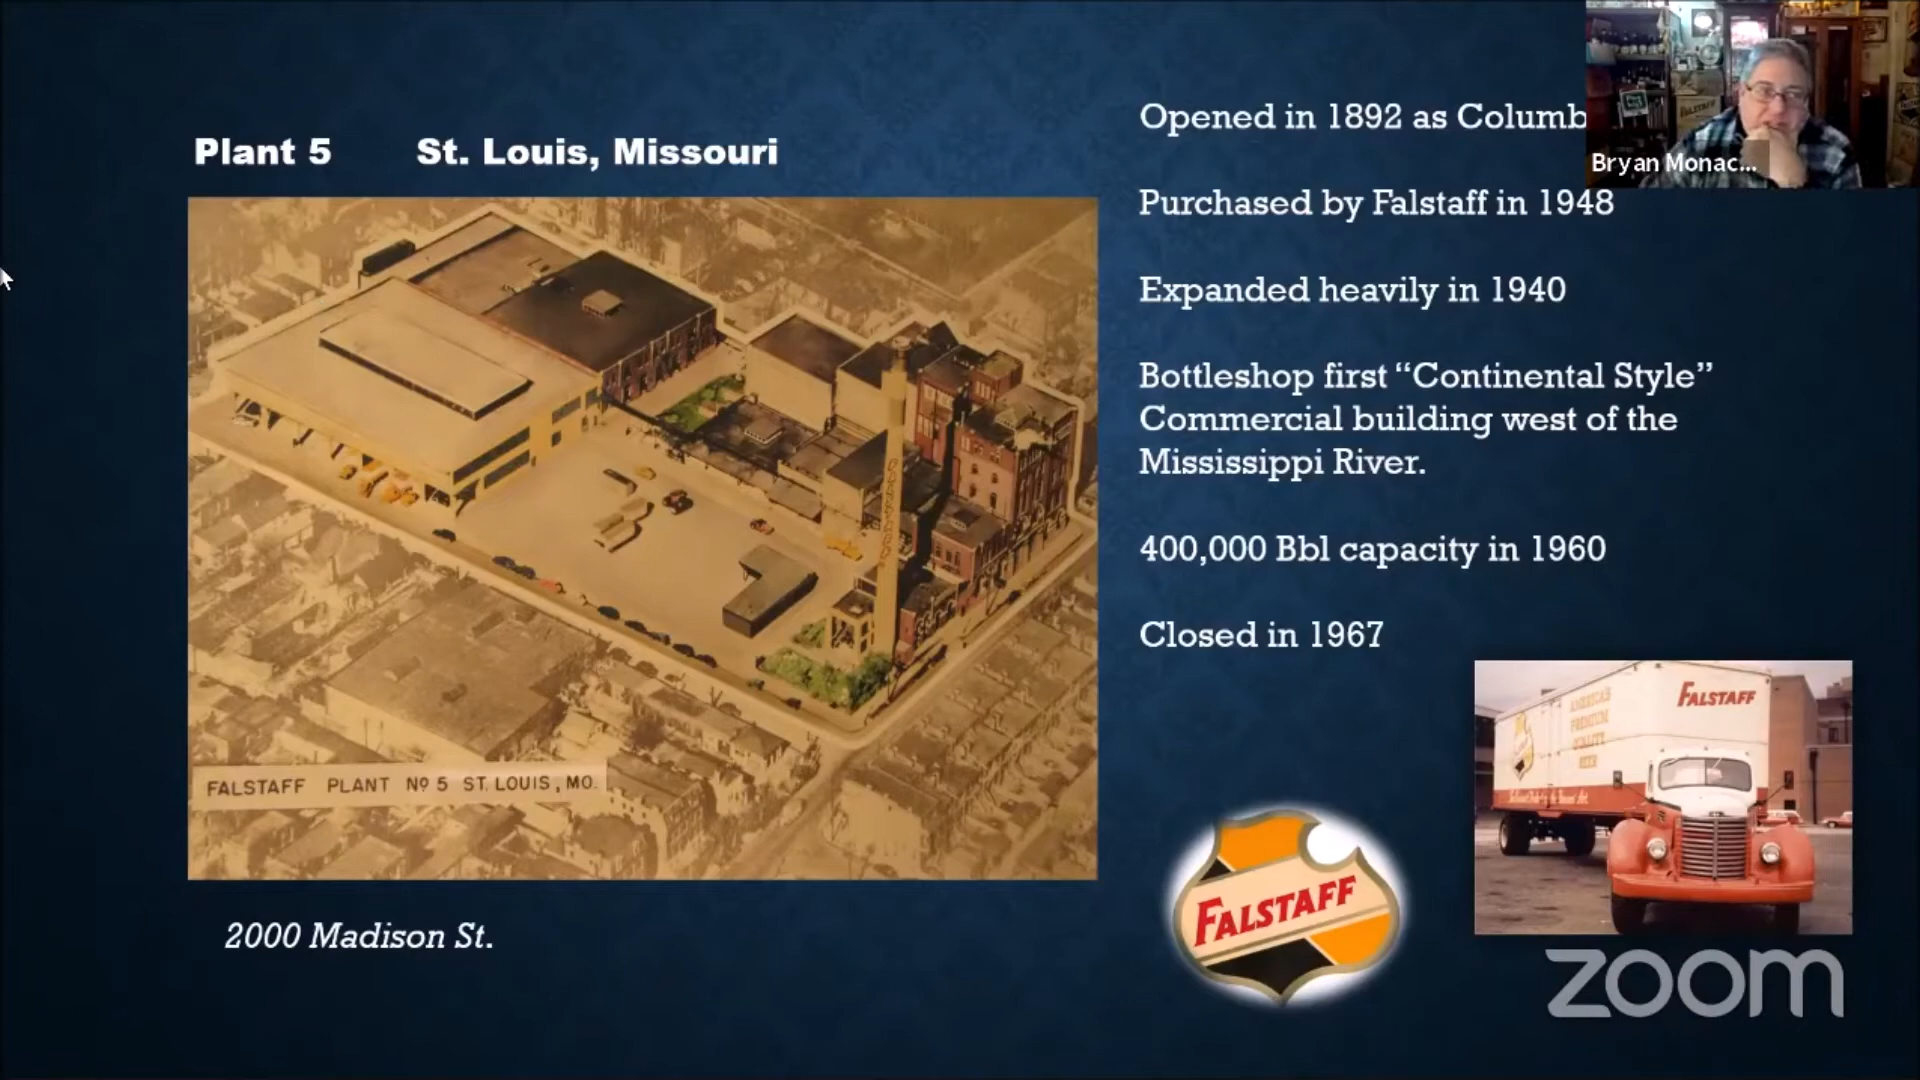 Plant 5 St. Louis, Missouri
Opened in 1892 as Columb
Bryan Monac...
Purchased by Falstaff in 1948
Expanded heavily in 1940
Bottleshop first “Continental Style”
Commercial building west of the
Mississippi River.
400,000 Bbl capacity in 1960
Closed in 1967
FALSTAFF PLANT Nº 5 ST. LOUIS, MO.
2000 Madison St.
FALSTAFF
FALSTAFF
AMERICA'S
PREMIUM
QUALITY
BEER
zoom